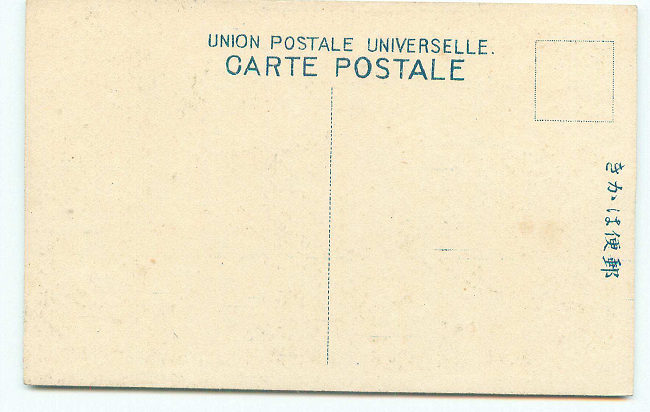 UNION POSTALE UNIVERSELLE.
CARTE POSTALE
郵便はかき